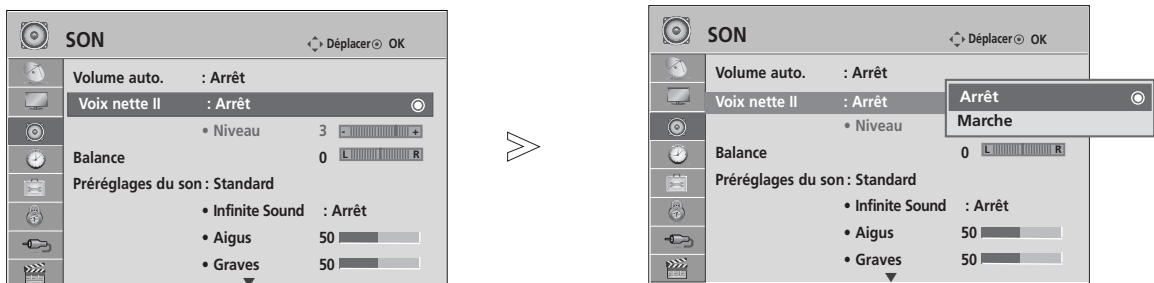 SON Déplacer OK
Volume auto. : Arrêt
Voix nette II : Arrêt
• Niveau 3 - +
Balance 0 L R
Préréglages du son : Standard
• Infinite Sound : Arrêt
• Aigus 50
• Graves 50
SON Déplacer OK
Volume auto. : Arrêt
Voix nette II : Arrêt
Arrêt
Marche
• Niveau
Balance 0 L R
Préréglages du son : Standard
• Infinite Sound : Arrêt
• Aigus 50
• Graves 50